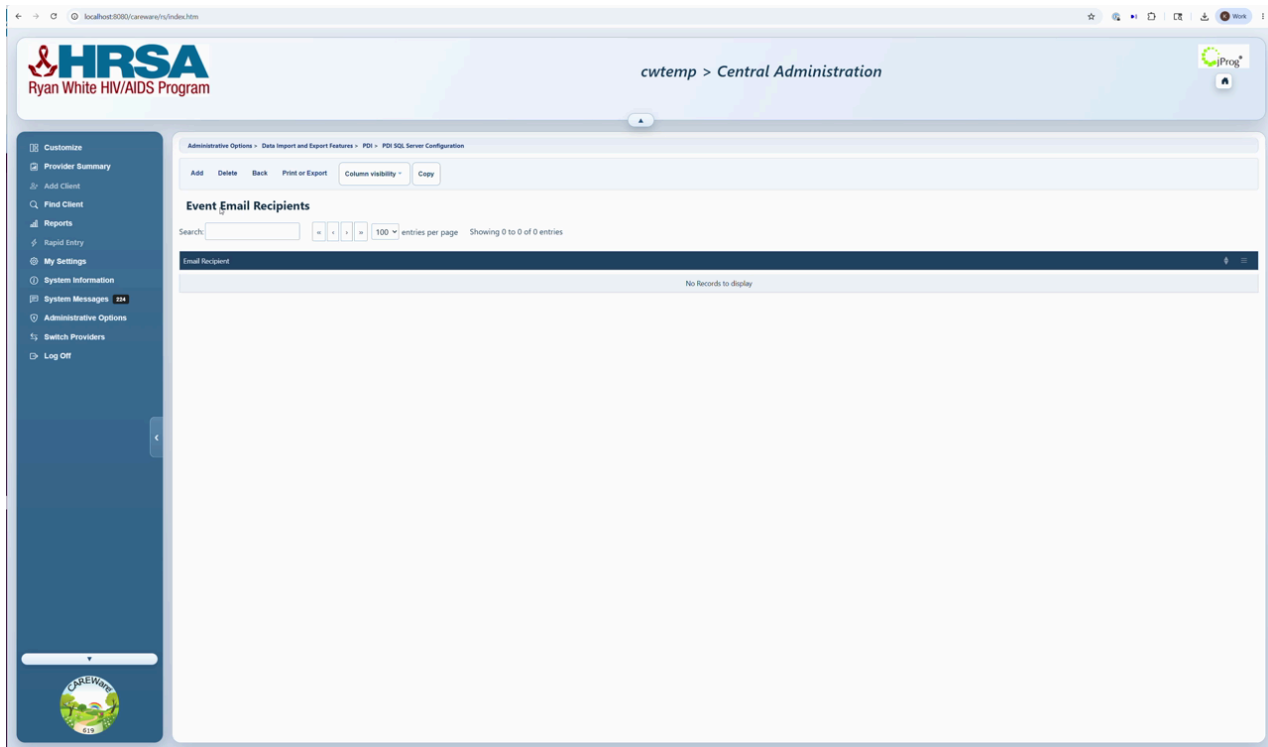 localhost:8080/careware/rs/index.htm
Work
HRSA
Ryan White HIV/AIDS Program
cwtemp > Central Administration
jProg
Customize
Provider Summary
Add Client
Find Client
Reports
Rapid Entry
My Settings
System Information
System Messages 224
Administrative Options
Switch Providers
Log Off
CAREWare
619
Administrative Options > Data Import and Export Features > PDI > PDI SQL Server Configuration
Add Delete Back Print or Export Column visibility Copy
Event Email Recipients
Search: « ‹ › » 100 entries per page Showing 0 to 0 of 0 entries
Email Recipient
No Records to display